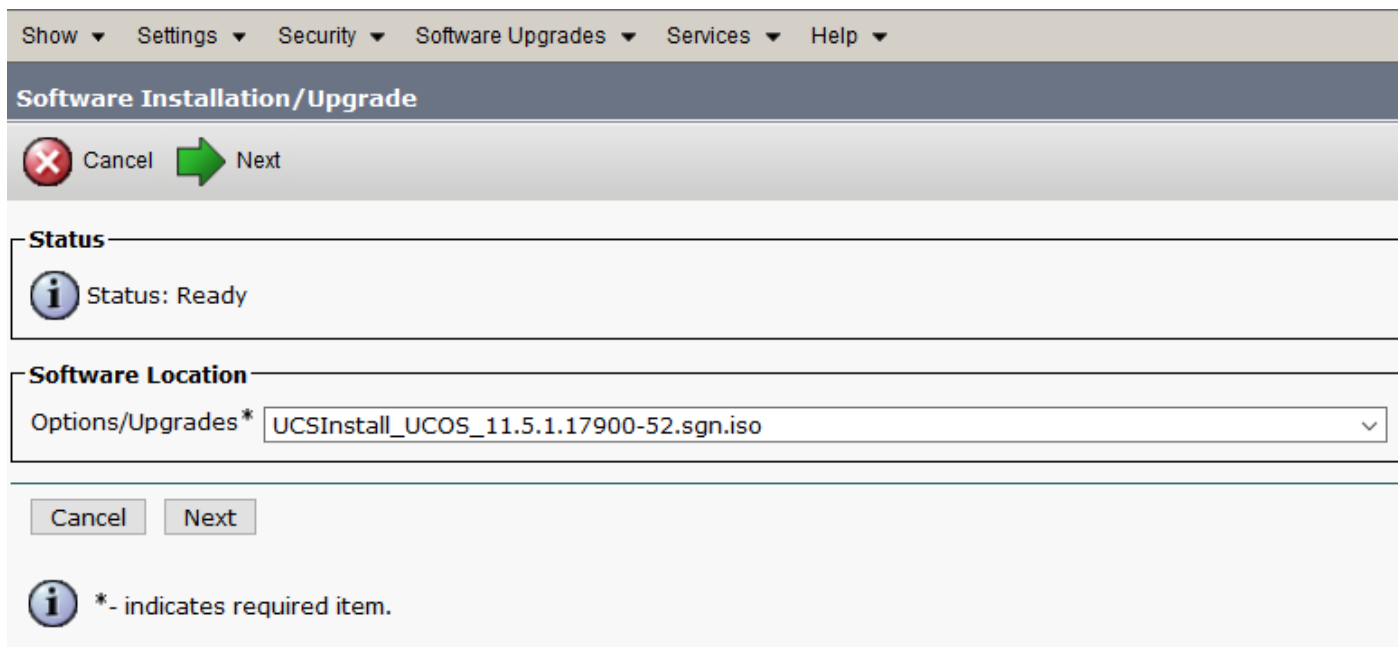 Show Settings Security Software Upgrades Services Help
Software Installation/Upgrade
Cancel Next
Status
Status: Ready
Software Location
Options/Upgrades* UCSInstall_UCOS_11.5.1.17900-52.sgn.iso
Cancel Next
*- indicates required item.